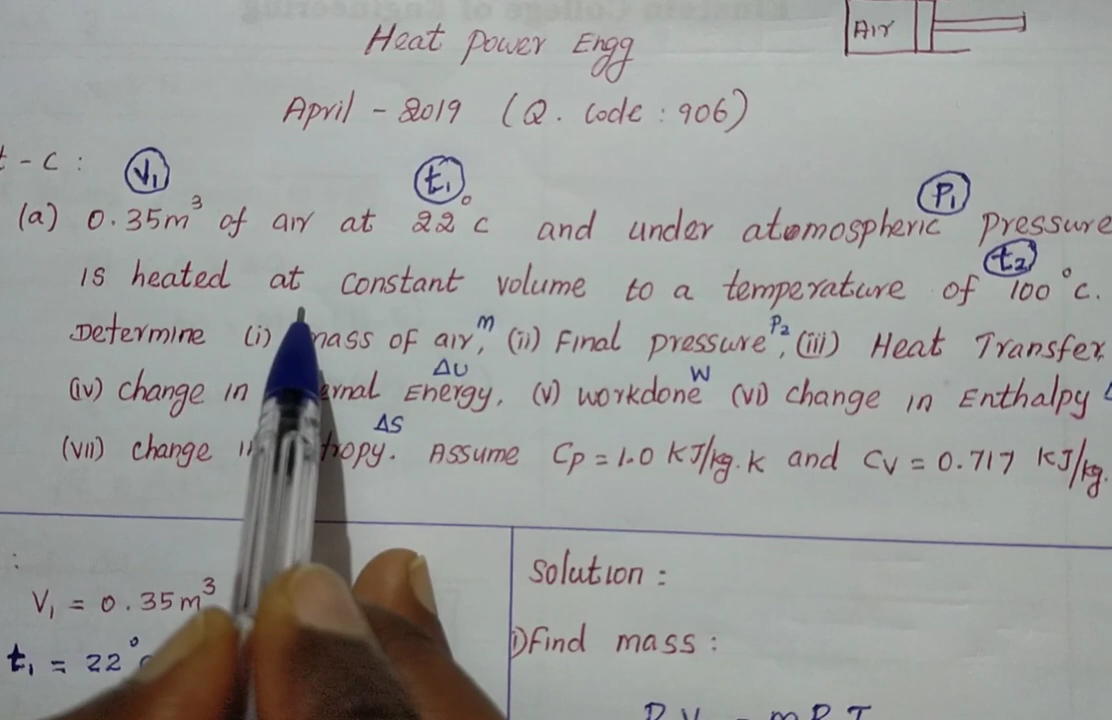 Heat Power Engg
Air
April - 2019 (Q. Code: 906)
t - C :
V₁ t₁ P₁
(a) 0.35m³ of air at 22°c and under atomospheric pressure
t₂
is heated at constant volume to a temperature of 100°c.
m P₂
Determine (i) mass of air, (ii) Final pressure, (iii) Heat Transfer
ΔU W
(iv) change in Energy, (v) workdone (vi) change in Enthalpy
ΔS
(vii) change Assume Cp = 1.0 KJ/kg.k and Cv = 0.717 KJ/kg.
:
V₁ = 0.35m³
t₁ = 22°c
Solution :
i) Find mass :
P V = m R T